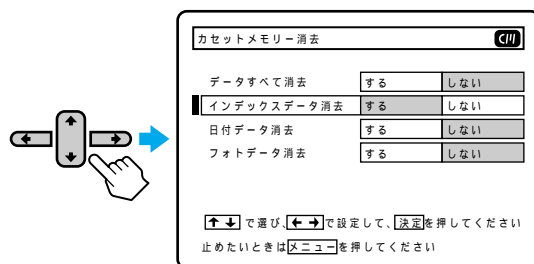 カセットメモリー消去 CM
データすべて消去 する しない
インデックスデータ消去 する しない
日付データ消去 する しない
フォトデータ消去 する しない
↑↓で選び、←→で設定して、決定を押してください
止めたいときはメニューを押してください